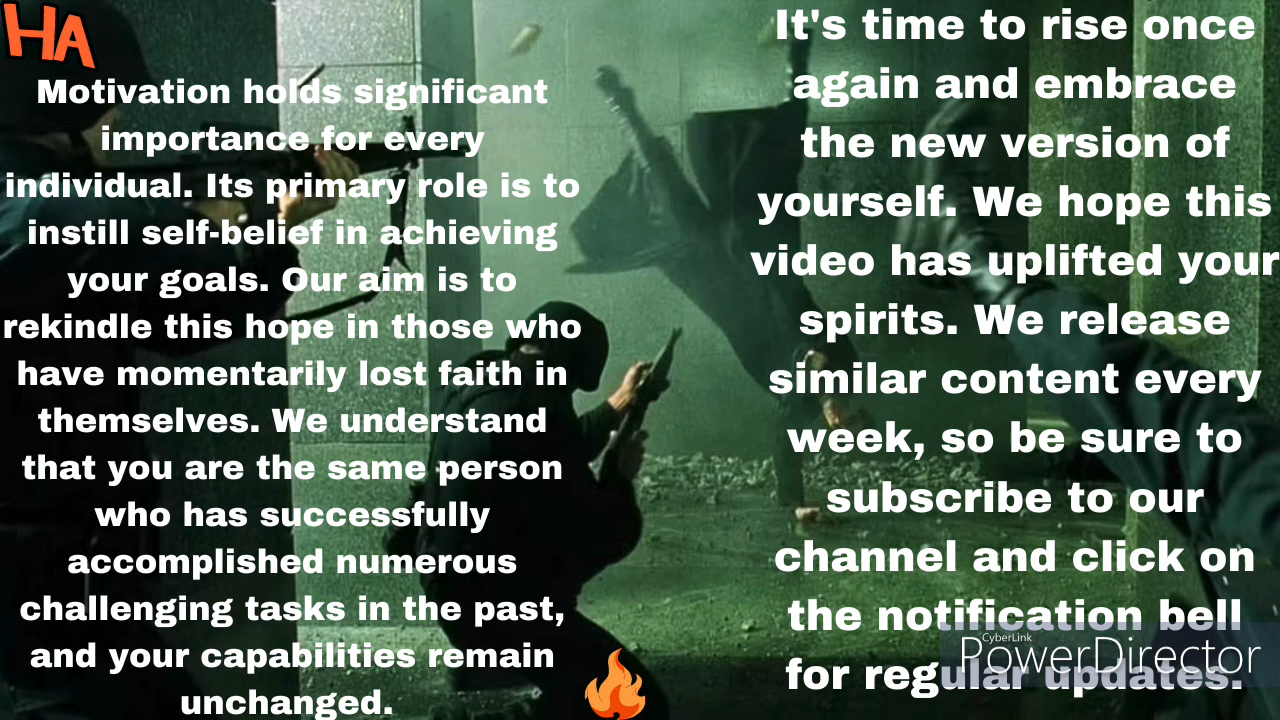 HA
Motivation holds significant
importance for every
individual. Its primary role is to
instill self-belief in achieving
your goals. Our aim is to
rekindle this hope in those who
have momentarily lost faith in
themselves. We understand
that you are the same person
who has successfully
accomplished numerous
challenging tasks in the past,
and your capabilities remain
unchanged.
It's time to rise once
again and embrace
the new version of
yourself. We hope this
video has uplifted your
spirits. We release
similar content every
week, so be sure to
subscribe to our
channel and click on
the notification bell
for regular updates.
CyberLink
PowerDirector